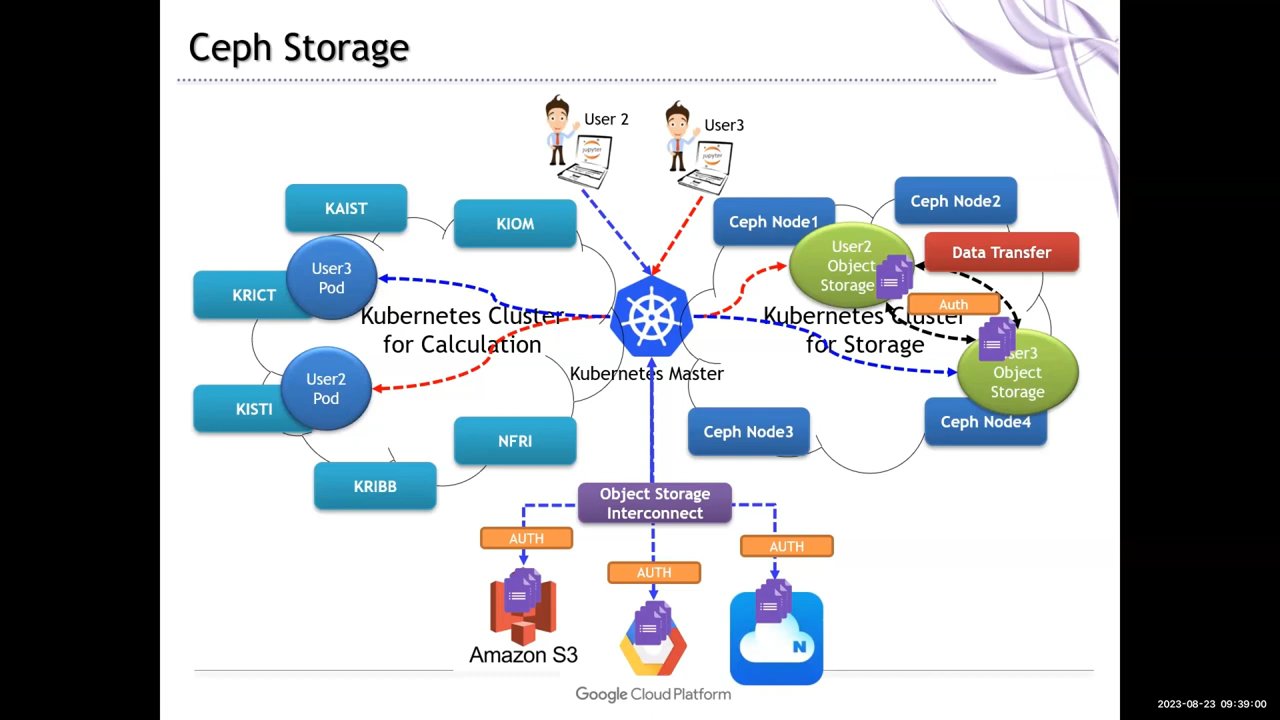 Ceph Storage
User 2
User3
jupyter
jupyter
KAIST
KIOM
Ceph Node1
Ceph Node2
User3
Pod
KRICT
User2
Object
Storage
Data Transfer
Auth
Kubernetes Cluster
for Calculation
Kubernetes Cluster
for Storage
Kubernetes Master
User3
Object
Storage
User2
Pod
KISTI
NFRI
KRIBB
Ceph Node3
Ceph Node4
Object Storage
Interconnect
AUTH
AUTH
AUTH
N
Amazon S3
Google Cloud Platform
2023-08-23 09:39:00